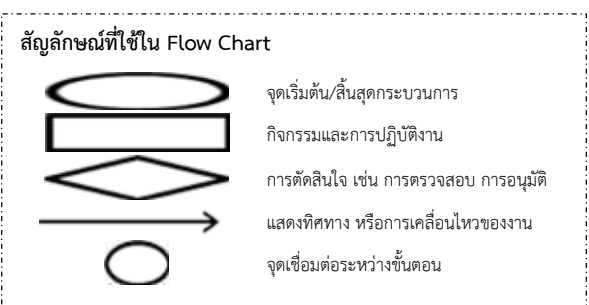 สัญลักษณ์ที่ใช้ใน Flow Chart
จุดเริ่มต้น/สิ้นสุดกระบวนการ
กิจกรรมและการปฏิบัติงาน
การตัดสินใจ เช่น การตรวจสอบ การอนุมัติ
แสดงทิศทาง หรือการเคลื่อนไหวของงาน
จุดเชื่อมต่อระหว่างขั้นตอน